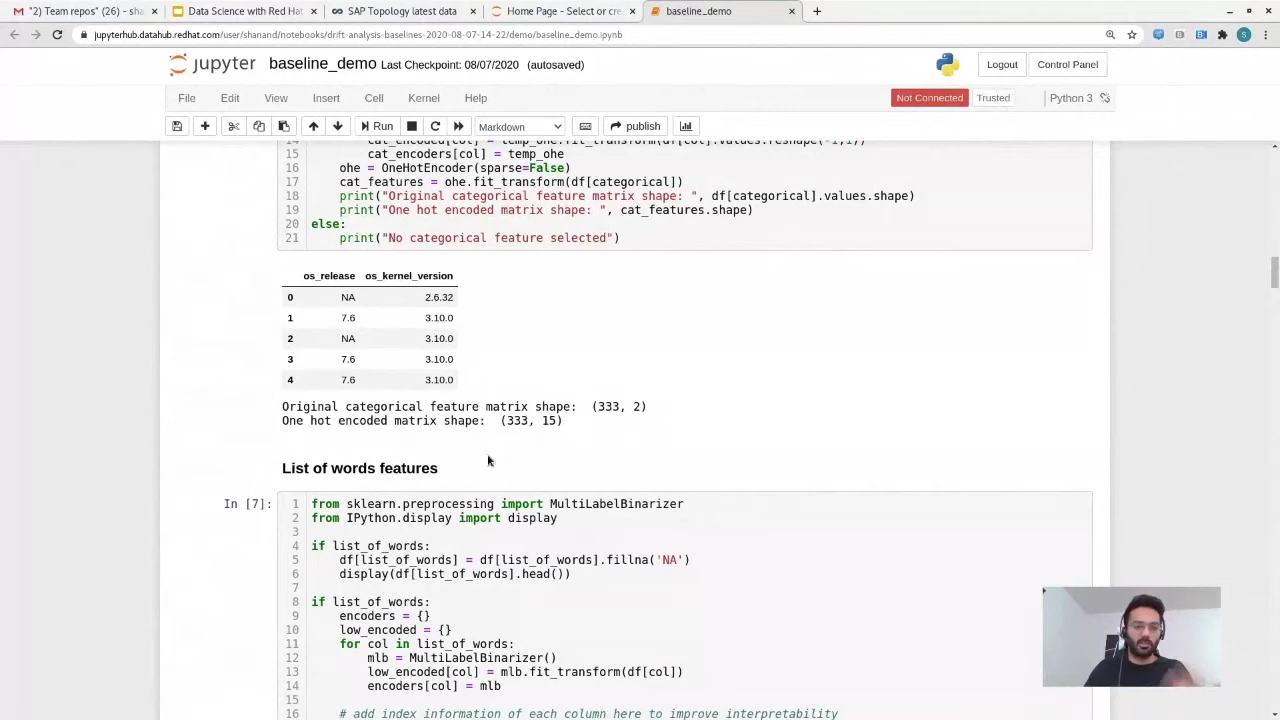 "2) Team repos" (26) - sha
Data Science with Red Hat
SAP Topology latest data
Home Page - Select or cre
baseline_demo
jupyterhub.datahub.redhat.com/user/shanand/notebooks/drift-analysis-baselines-2020-08-07-14-22/demo/baseline_demo.ipynb
S
jupyter baseline_demo Last Checkpoint: 08/07/2020 (autosaved)
Logout
Control Panel
File Edit View Insert Cell Kernel Help
Not Connected
Trusted
Python 3
Run
Markdown
publish
14 cat_encoded[col] = temp_ohe.fit_transform(df[col].values.reshape(-1,1))
15 cat_encoders[col] = temp_ohe
16 ohe = OneHotEncoder(sparse=False)
17 cat_features = ohe.fit_transform(df[categorical])
18 print("Original categorical feature matrix shape: ", df[categorical].values.shape)
19 print("One hot encoded matrix shape: ", cat_features.shape)
20 else:
21 print("No categorical feature selected")
os_release os_kernel_version
0 NA 2.6.32
1 7.6 3.10.0
2 NA 3.10.0
3 7.6 3.10.0
4 7.6 3.10.0
Original categorical feature matrix shape: (333, 2)
One hot encoded matrix shape: (333, 15)
List of words features
In [7]:
1 from sklearn.preprocessing import MultiLabelBinarizer
2 from IPython.display import display
3
4 if list_of_words:
5 df[list_of_words] = df[list_of_words].fillna('NA')
6 display(df[list_of_words].head())
7
8 if list_of_words:
9 encoders = {}
10 low_encoded = {}
11 for col in list_of_words:
12 mlb = MultiLabelBinarizer()
13 low_encoded[col] = mlb.fit_transform(df[col])
14 encoders[col] = mlb
15
16 # add index information of each column here to improve interpretability